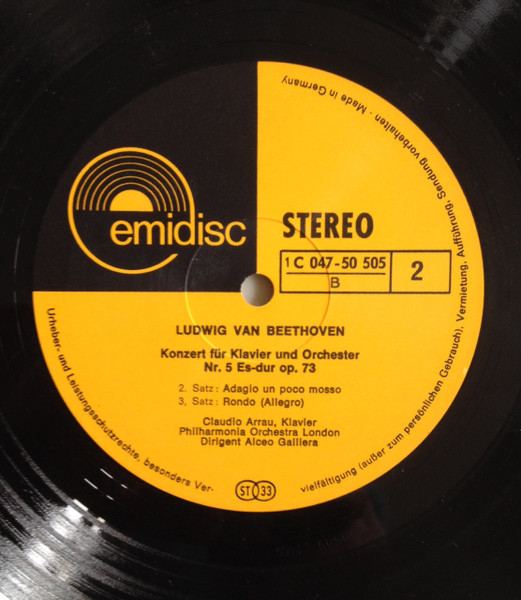 emidisc
STEREO
1 C 047-50 505
B
2
LUDWIG VAN BEETHOVEN
Konzert für Klavier und Orchester
Nr. 5 Es-dur op. 73
2. Satz: Adagio un poco mosso
3. Satz: Rondo (Allegro)
Claudio Arrau, Klavier
Philharmonia Orchestra London
Dirigent Alceo Galliera
Urheber- und Leistungsschutzrechte, besonders Ver-
vielfältigung (außer zum persönlichen Gebrauch), Vermietung, Aufführung, Sendung vorbehalten · Made in Germany
ST 33